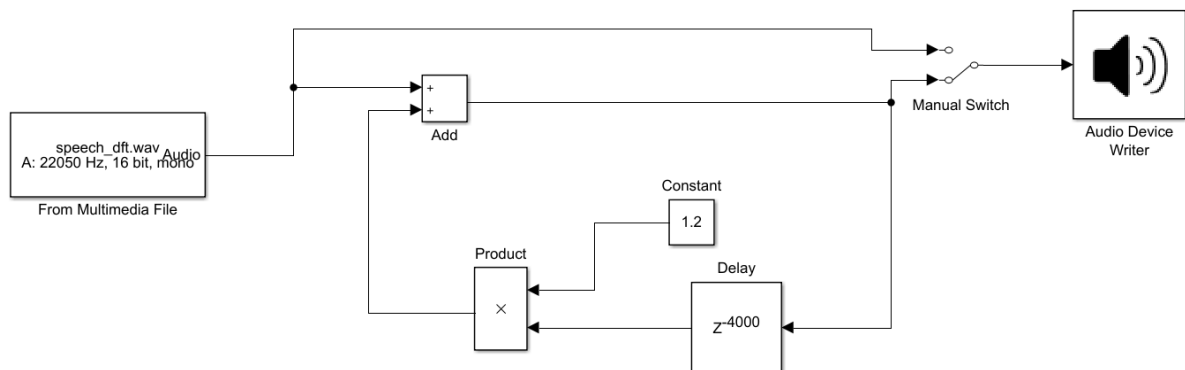 speech_dft.wav
Audio
A: 22050 Hz, 16 bit, mono
From Multimedia File
+
+
Add
Manual Switch
Audio Device
Writer
Constant
1.2
Product
×
Delay
Z-4000